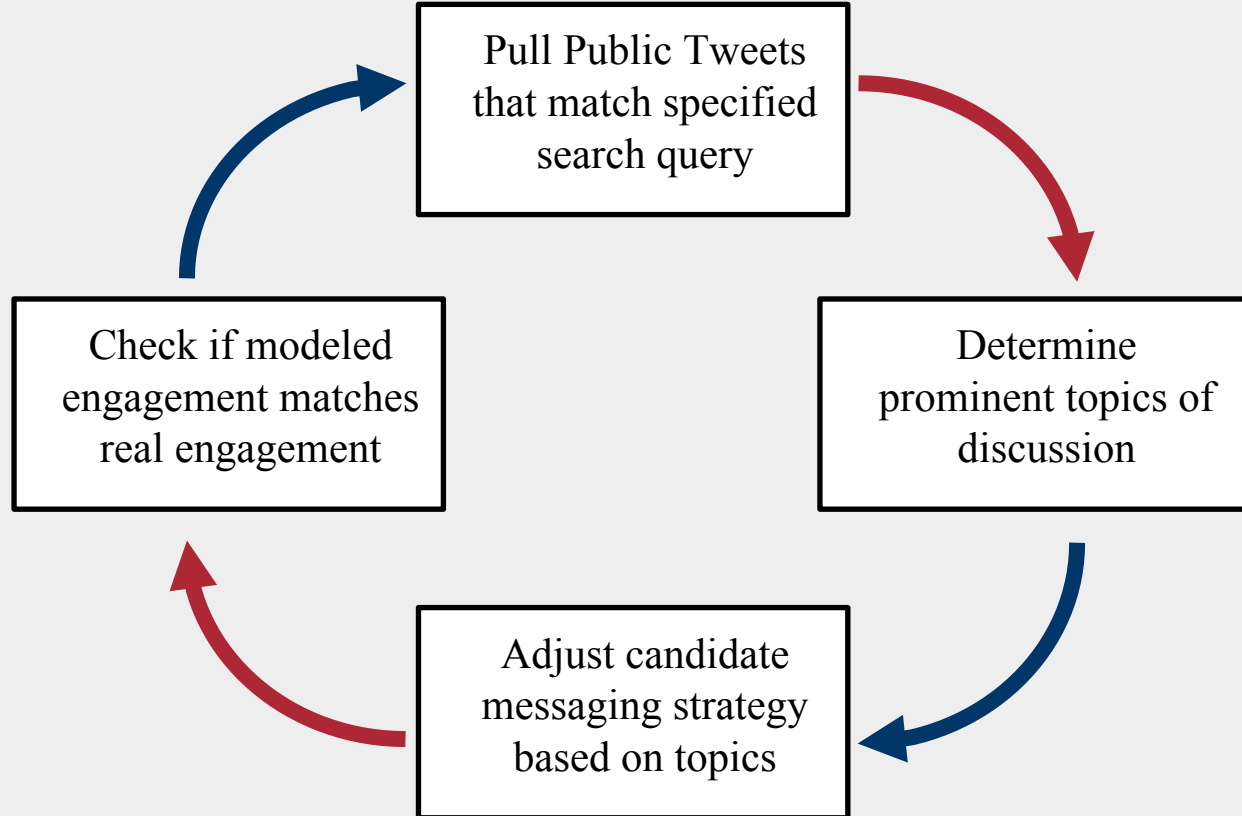 Pull Public Tweets
that match specified
search query
Determine
prominent topics of
discussion
Adjust candidate
messaging strategy
based on topics
Check if modeled
engagement matches
real engagement